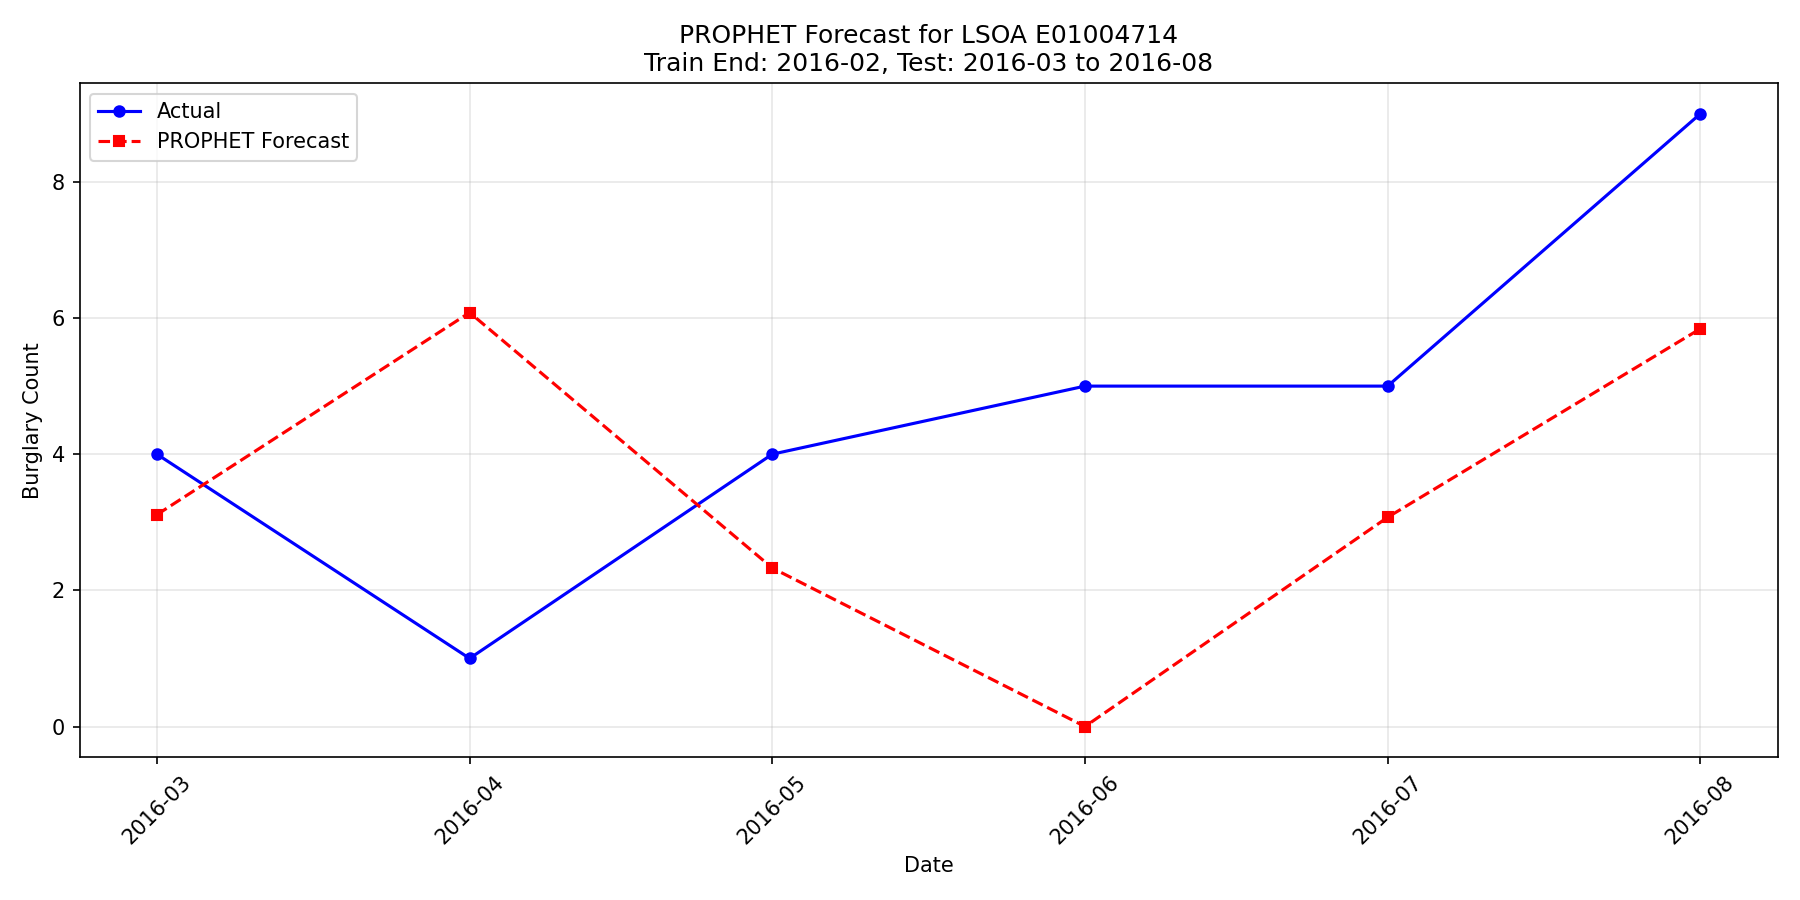 PROPHET Forecast for LSOA E01004714
Train End: 2016-02, Test: 2016-03 to 2016-08
Actual
PROPHET Forecast
Burglary Count
8
6
4
2
0
2016-03
2016-04
2016-05
2016-06
2016-07
2016-08
Date